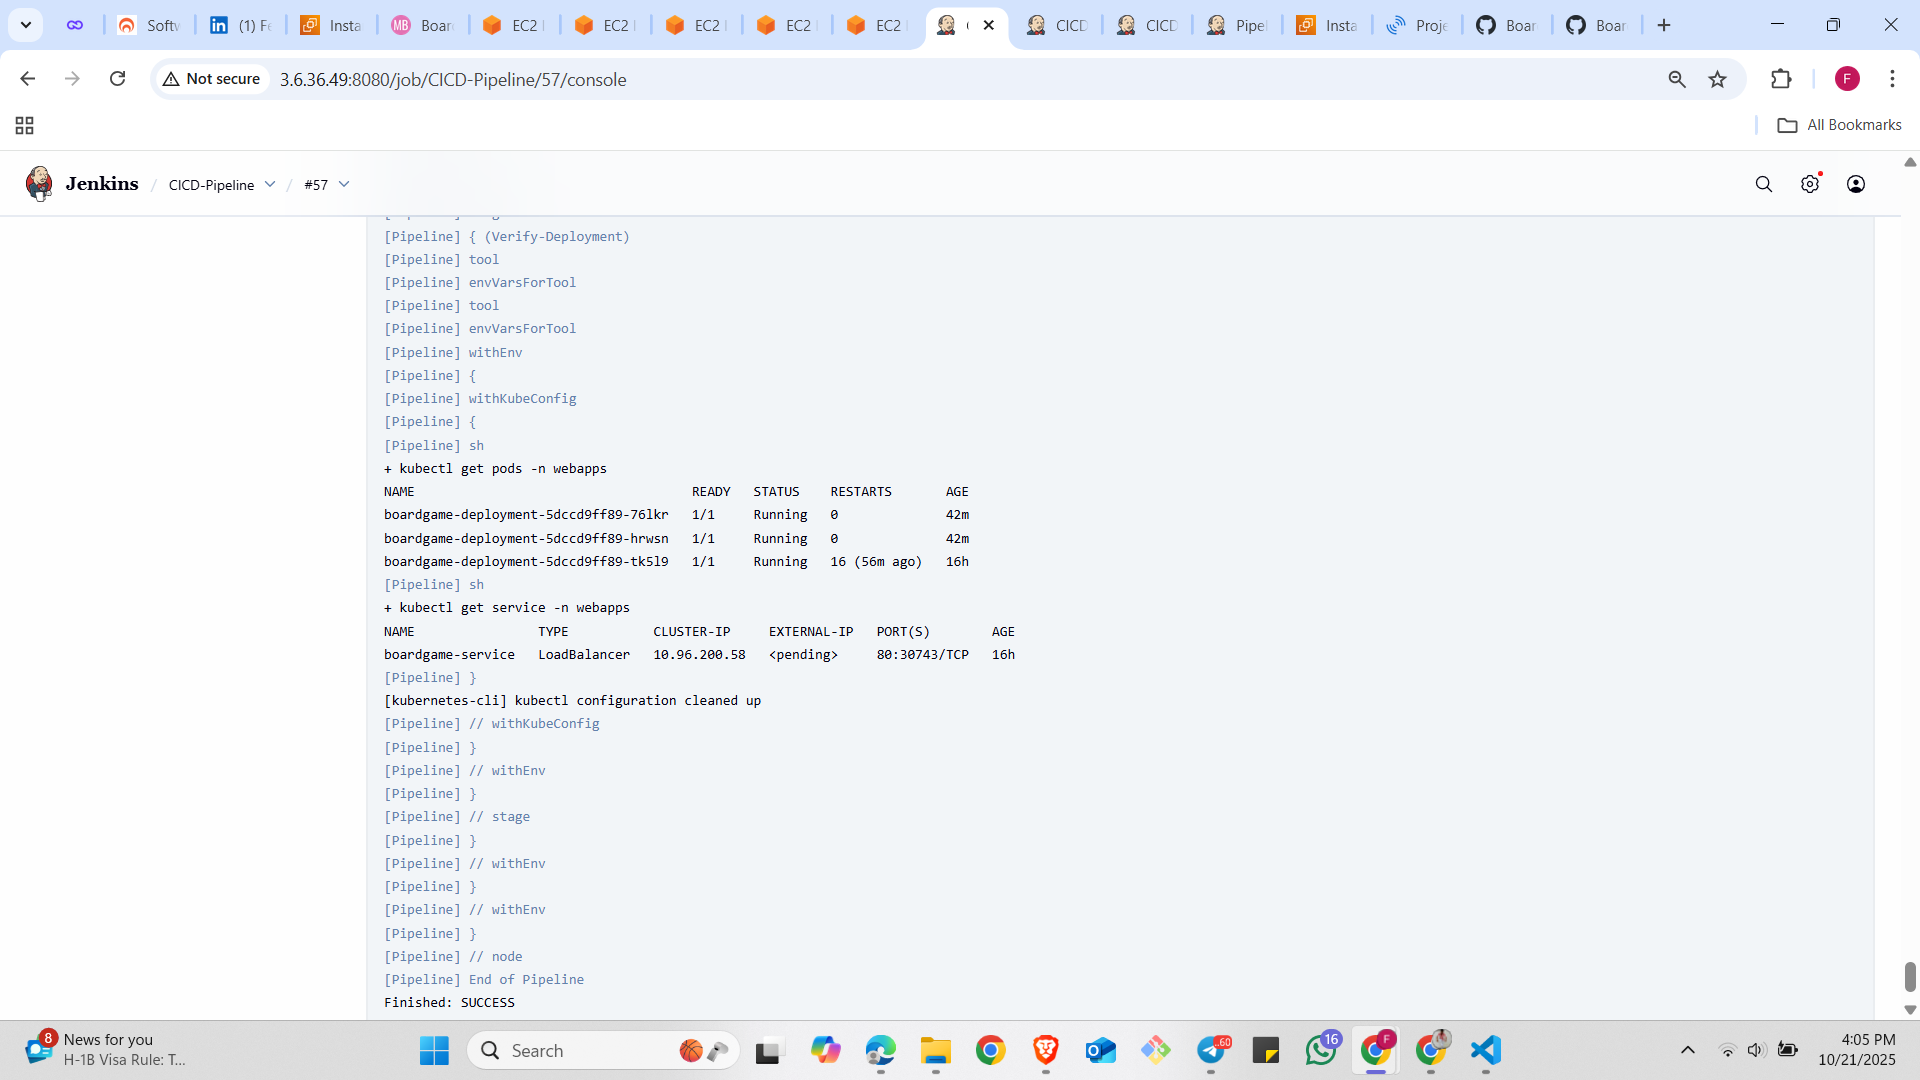 Softw
(1) Fe
Insta
MB Boar
EC2 I
EC2 I
EC2 I
EC2 I
EC2 I
CICD
CICD
Pipel
Insta
Proje
Boar
Boar
Not secure
3.6.36.49:8080/job/CICD-Pipeline/57/console
F
All Bookmarks
Jenkins / CICD-Pipeline / #57
[Pipeline] { (Verify-Deployment)
[Pipeline] tool
[Pipeline] envVarsForTool
[Pipeline] tool
[Pipeline] envVarsForTool
[Pipeline] withEnv
[Pipeline] {
[Pipeline] withKubeConfig
[Pipeline] {
[Pipeline] sh
+ kubectl get pods -n webapps
NAME READY STATUS RESTARTS AGE
boardgame-deployment-5dccd9ff89-76lkr 1/1 Running 0 42m
boardgame-deployment-5dccd9ff89-hrwsn 1/1 Running 0 42m
boardgame-deployment-5dccd9ff89-tk5l9 1/1 Running 16 (56m ago) 16h
[Pipeline] sh
+ kubectl get service -n webapps
NAME TYPE CLUSTER-IP EXTERNAL-IP PORT(S) AGE
boardgame-service LoadBalancer 10.96.200.58 <pending> 80:30743/TCP 16h
[Pipeline] }
[kubernetes-cli] kubectl configuration cleaned up
[Pipeline] // withKubeConfig
[Pipeline] }
[Pipeline] // withEnv
[Pipeline] }
[Pipeline] // stage
[Pipeline] }
[Pipeline] // withEnv
[Pipeline] }
[Pipeline] // withEnv
[Pipeline] }
[Pipeline] // node
[Pipeline] End of Pipeline
Finished: SUCCESS
8
News for you
H-1B Visa Rule: T...
Search
60
16
F
4:05 PM
10/21/2025